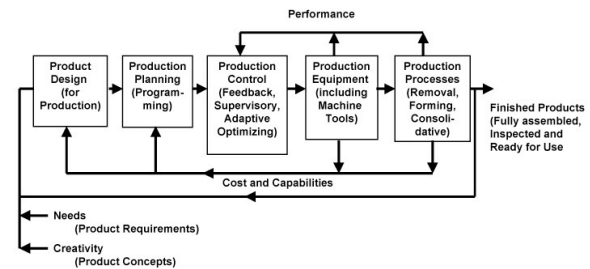 Performance
Product
Design
(for
Production)
Production
Planning
(Program-
ming)
Production
Control
(Feedback,
Supervisory,
Adaptive
Optimizing)
Production
Equipment
(including
Machine
Tools)
Production
Processes
(Removal,
Forming,
Consoli-
dative)
Finished Products
(Fully assembled,
Inspected and
Ready for Use
Cost and Capabilities
Needs
(Product Requirements)
Creativity
(Product Concepts)